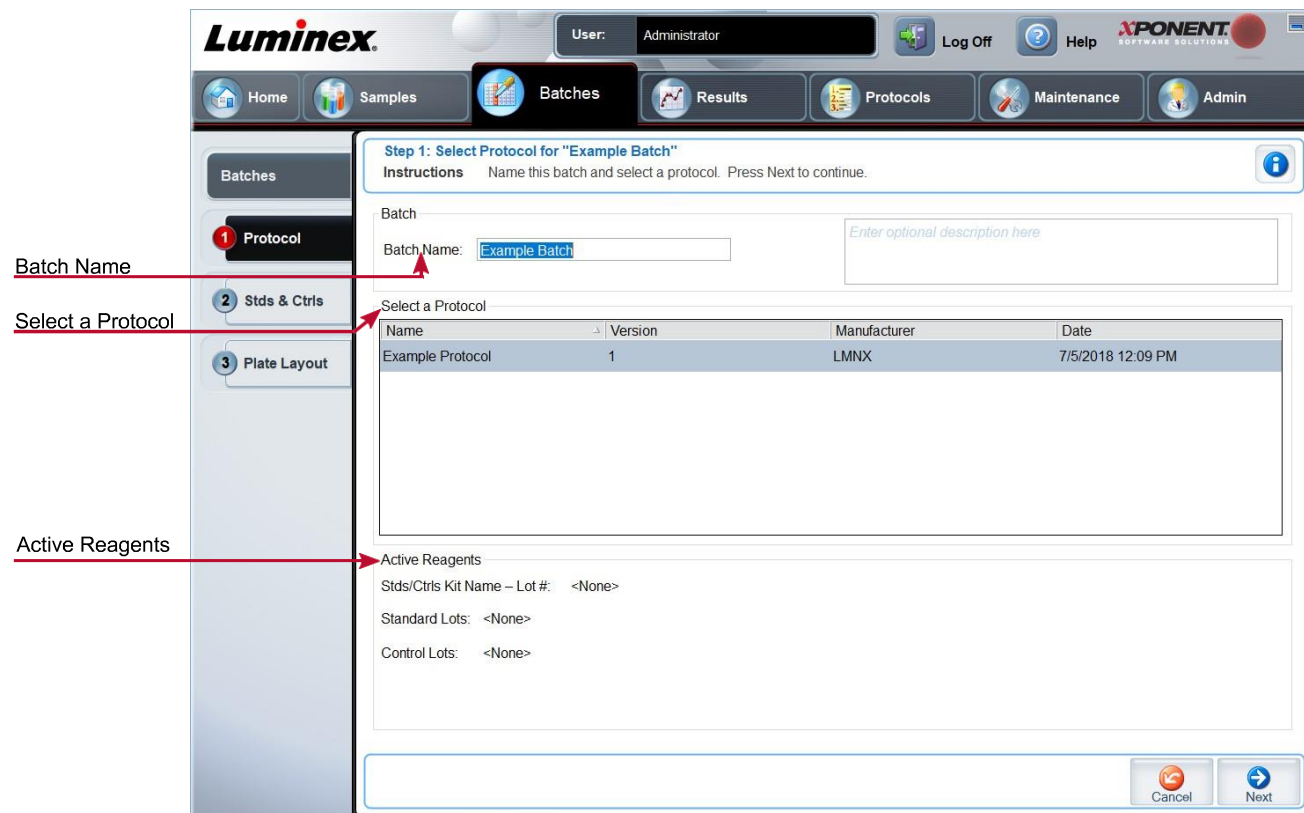 Luminex.
User: Administrator
Log Off
Help
XPONENT.
SOFTWARE SOLUTIONS
Home
Samples
Batches
Results
Protocols
Maintenance
Admin
Batches
1 Protocol
2 Stds & Ctrls
3 Plate Layout
Step 1: Select Protocol for "Example Batch"
Instructions Name this batch and select a protocol. Press Next to continue.
Batch
Batch Name: Example Batch
Enter optional description here
Batch Name
Select a Protocol
Select a Protocol
Name Version Manufacturer Date
Example Protocol 1 LMNX 7/5/2018 12:09 PM
Active Reagents
Active Reagents
Stds/Ctrls Kit Name – Lot #: <None>
Standard Lots: <None>
Control Lots: <None>
Cancel
Next